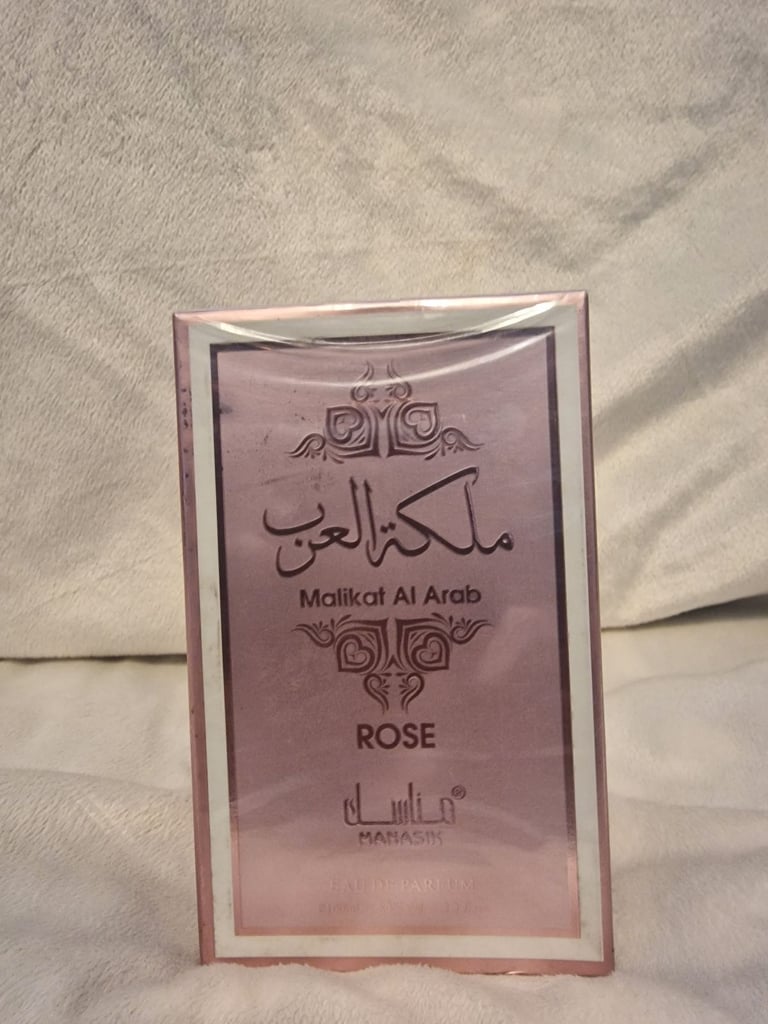 ملكة العرب
Malikat Al Arab
ROSE
مناسك®
MANASIK
EAU DE PARFUM